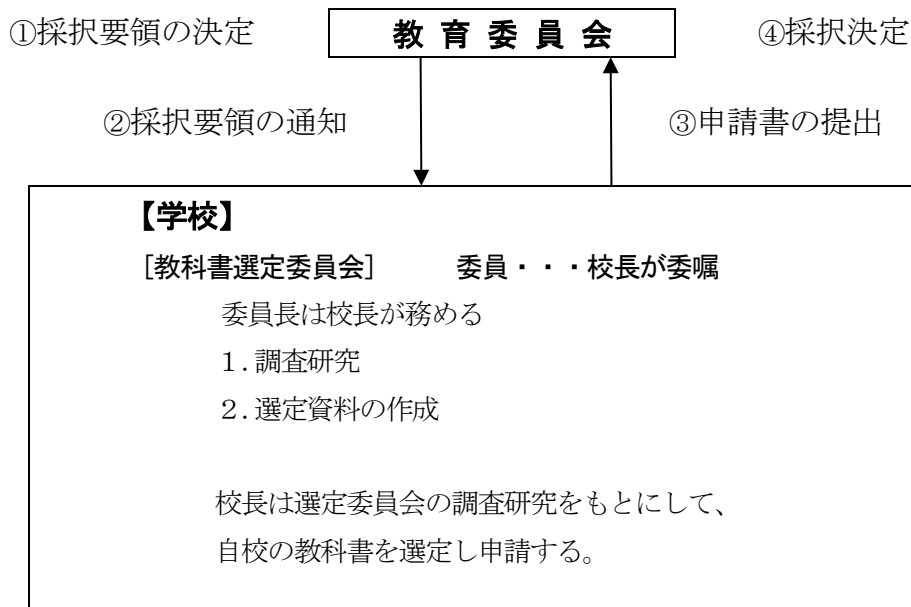 ①採択要領の決定 教育委員会 ④採択決定
②採択要領の通知 ③申請書の提出
【学校】
[教科書選定委員会] 委員・・・校長が委嘱
委員長は校長が務める
１.調査研究
２.選定資料の作成
校長は選定委員会の調査研究をもとにして、
自校の教科書を選定し申請する。